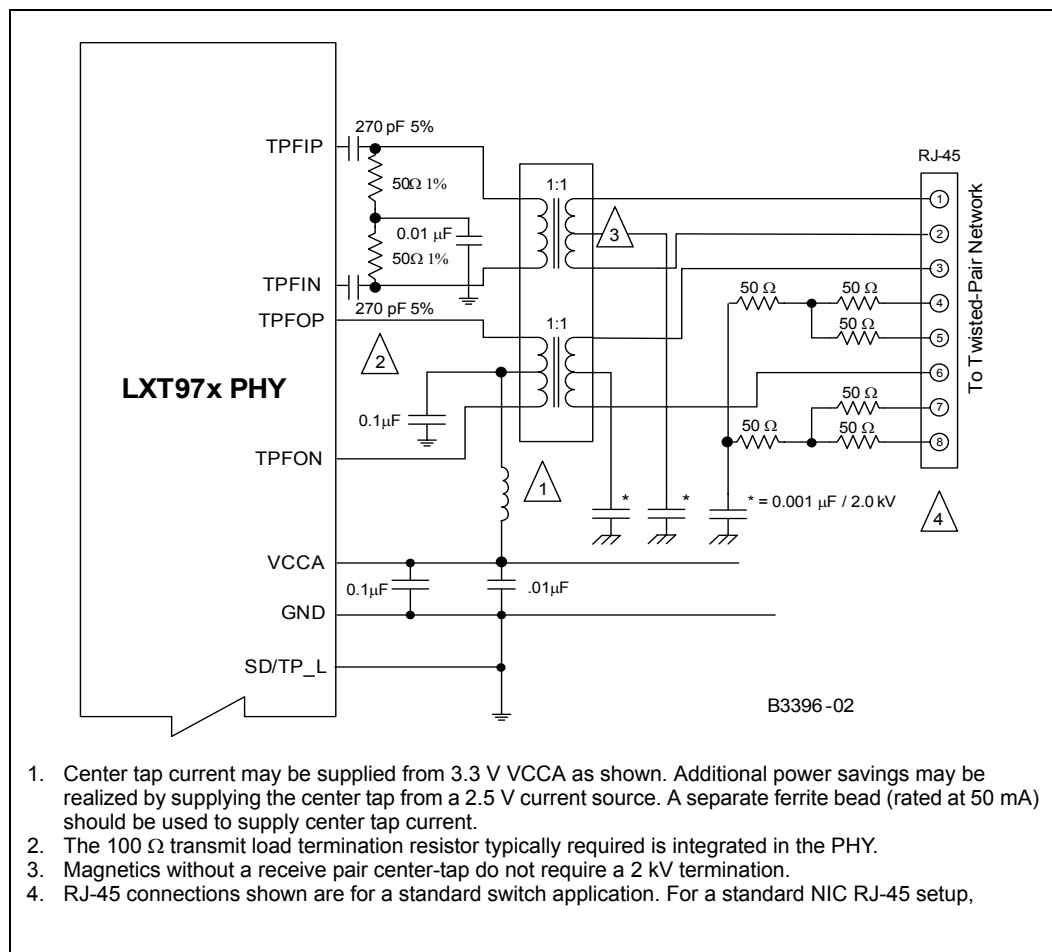 270 pF 5%
TPFIP
50Ω 1%
0.01 µF
50Ω 1%
TPFIN
270 pF 5%
TPFOP
2
LXT97x PHY
0.1µF
TPFON
1:1
3
1:1
1
RJ-45
1
2
3
4
5
6
7
8
To Twisted-Pair Network
50 Ω
50 Ω
50 Ω
50 Ω
50 Ω
50 Ω
*
*
* = 0.001 µF / 2.0 kV
4
VCCA
0.1µF
.01µF
GND
SD/TP_L
B3396-02
1. Center tap current may be supplied from 3.3 V VCCA as shown. Additional power savings may be
realized by supplying the center tap from a 2.5 V current source. A separate ferrite bead (rated at 50 mA)
should be used to supply center tap current.
2. The 100 Ω transmit load termination resistor typically required is integrated in the PHY.
3. Magnetics without a receive pair center-tap do not require a 2 kV termination.
4. RJ-45 connections shown are for a standard switch application. For a standard NIC RJ-45 setup,